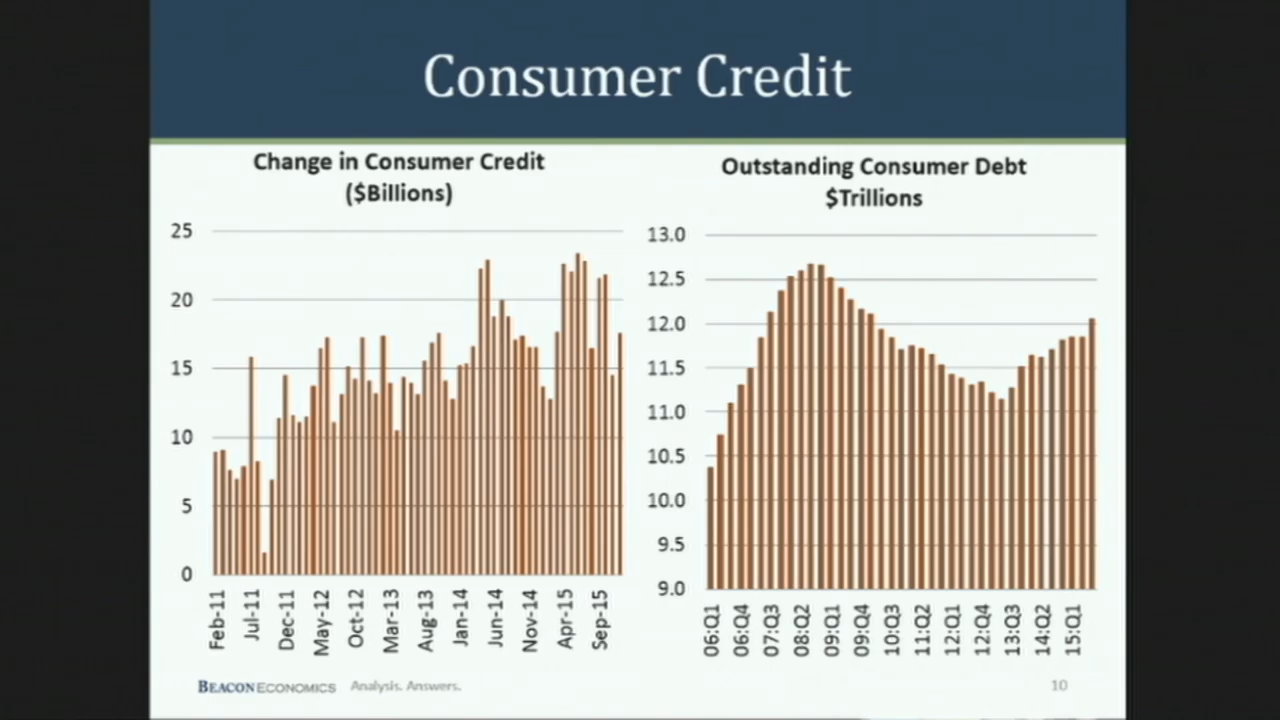 Consumer Credit
Change in Consumer Credit
($Billions)
25
20
15
10
5
0
Feb-11
Jul-11
Dec-11
May-12
Oct-12
Mar-13
Aug-13
Jan-14
Jun-14
Nov-14
Apr-15
Sep-15
Outstanding Consumer Debt
$Trillions
13.0
12.5
12.0
11.5
11.0
10.5
10.0
9.5
9.0
06:Q1
06:Q4
07:Q3
08:Q2
09:Q1
09:Q4
10:Q3
11:Q2
12:Q1
12:Q4
13:Q3
14:Q2
15:Q1
BEACON ECONOMICS Analysis. Answers.
10